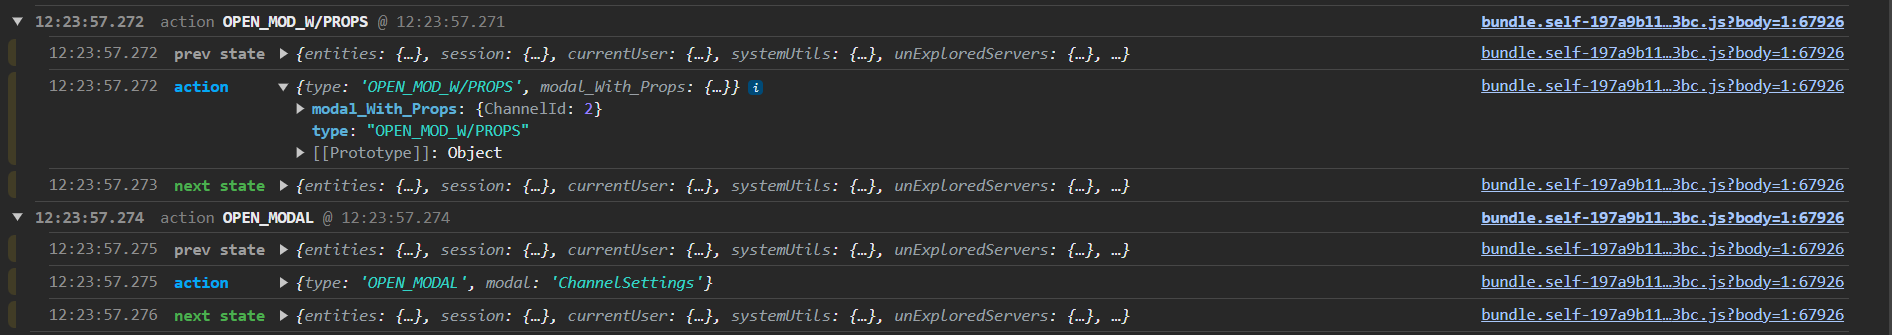 ▼ 12:23:57.272 action OPEN_MOD_W/PROPS @ 12:23:57.271 bundle.self-197a9b11…3bc.js?body=1:67926
12:23:57.272 prev state ▶ {entities: {…}, session: {…}, currentUser: {…}, systemUtils: {…}, unExploredServers: {…}, …} bundle.self-197a9b11…3bc.js?body=1:67926
12:23:57.272 action ▼ {type: 'OPEN_MOD_W/PROPS', modal_With_Props: {…}} i bundle.self-197a9b11…3bc.js?body=1:67926
▶ modal_With_Props: {ChannelId: 2}
type: "OPEN_MOD_W/PROPS"
▶ [[Prototype]]: Object
12:23:57.273 next state ▶ {entities: {…}, session: {…}, currentUser: {…}, systemUtils: {…}, unExploredServers: {…}, …} bundle.self-197a9b11…3bc.js?body=1:67926
▼ 12:23:57.274 action OPEN_MODAL @ 12:23:57.274 bundle.self-197a9b11…3bc.js?body=1:67926
12:23:57.275 prev state ▶ {entities: {…}, session: {…}, currentUser: {…}, systemUtils: {…}, unExploredServers: {…}, …} bundle.self-197a9b11…3bc.js?body=1:67926
12:23:57.275 action ▶ {type: 'OPEN_MODAL', modal: 'ChannelSettings'} bundle.self-197a9b11…3bc.js?body=1:67926
12:23:57.276 next state ▶ {entities: {…}, session: {…}, currentUser: {…}, systemUtils: {…}, unExploredServers: {…}, …} bundle.self-197a9b11…3bc.js?body=1:67926